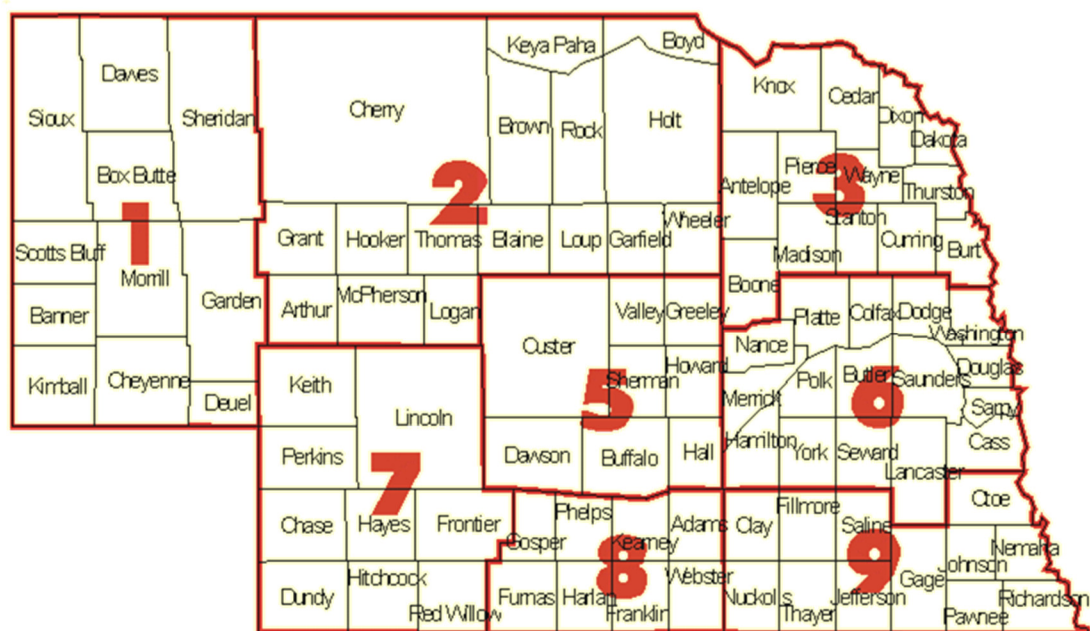 Keya Paha
Boyd
Dawes
Knox
Cedar
Sioux
Sheridan
Cherry
Brown
Rock
Holt
Dixon
Dakota
Box Butte
Antelope
Pierce
Wayne
Thurston
1
2
3
Scotts Bluff
Morrill
Grant
Hooker
Thomas
Blaine
Loup
Garfield
Wheeler
Madison
Stanton
Cuming
Burt
Garden
Boone
Banner
Arthur
McPherson
Logan
Valley
Greeley
Platte
Colfax
Dodge
Washington
Custer
Nance
Kimball
Cheyenne
Deuel
Keith
Lincoln
Sherman
Howard
Merrick
Polk
Butler
Saunders
Douglas
Sarpy
5
6
Perkins
Dawson
Buffalo
Hall
Hamilton
York
Seward
Lancaster
Cass
7
Chase
Hayes
Frontier
Gosper
Phelps
Kearney
Adams
Clay
Fillmore
Saline
Otoe
8
9
Dundy
Hitchcock
Red Willow
Furnas
Harlan
Franklin
Webster
Nuckolls
Thayer
Jefferson
Gage
Johnson
Nemaha
Pawnee
Richardson